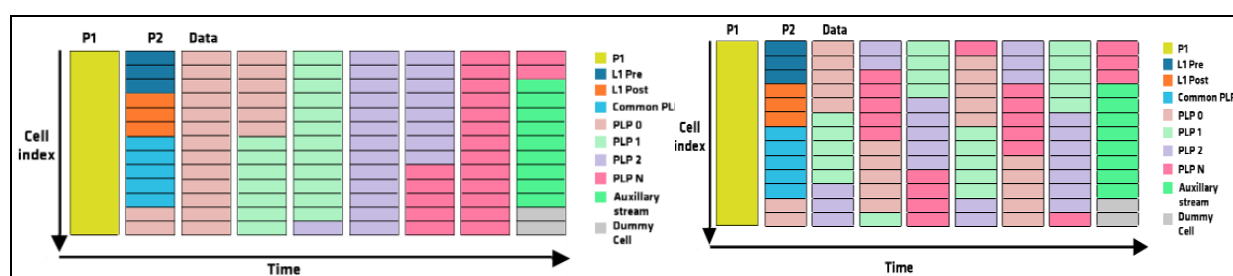 P1 P2 Data
Cell
index
Time
P1
L1 Pre
L1 Post
Common PL
PLP 0
PLP 1
PLP 2
PLP N
Auxillary
stream
Dummy
Cell
P1 P2 Data
Cell
index
Time
P1
L1 Pre
L1 Post
Common PLP
PLP 0
PLP 1
PLP 2
PLP N
Auxillary
stream
Dummy
Cell